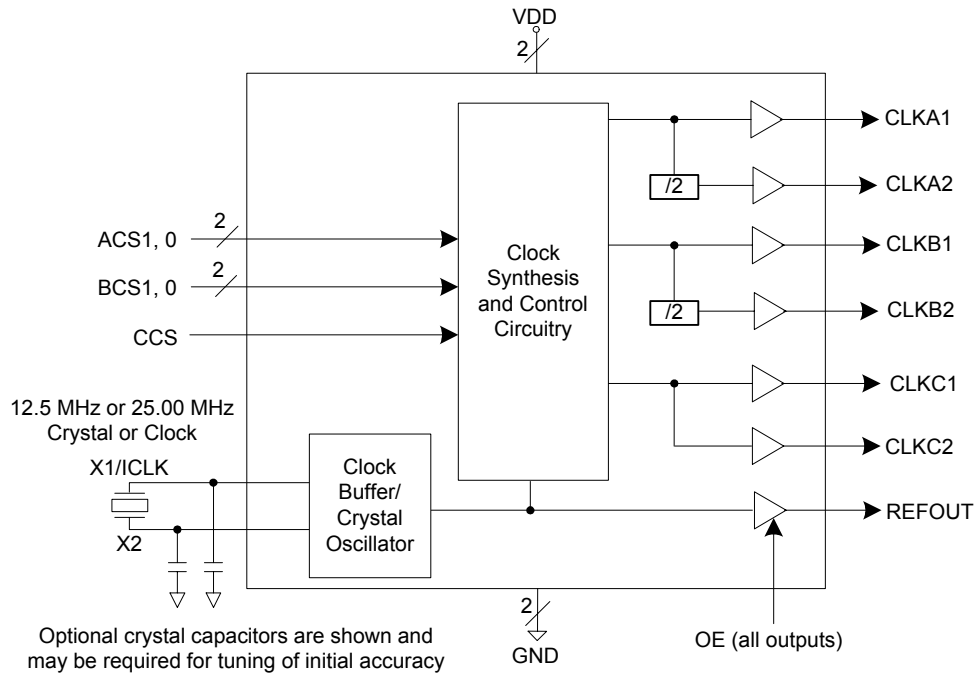 VDD
2
CLKA1
/2
CLKA2
2
ACS1, 0
CLKB1
Clock
Synthesis
and Control
Circuitry
2
BCS1, 0
/2
CLKB2
CCS
CLKC1
12.5 MHz or 25.00 MHz
Crystal or Clock
CLKC2
X1/ICLK
Clock
Buffer/
Crystal
Oscillator
REFOUT
X2
2
GND
OE (all outputs)
Optional crystal capacitors are shown and
may be required for tuning of initial accuracy